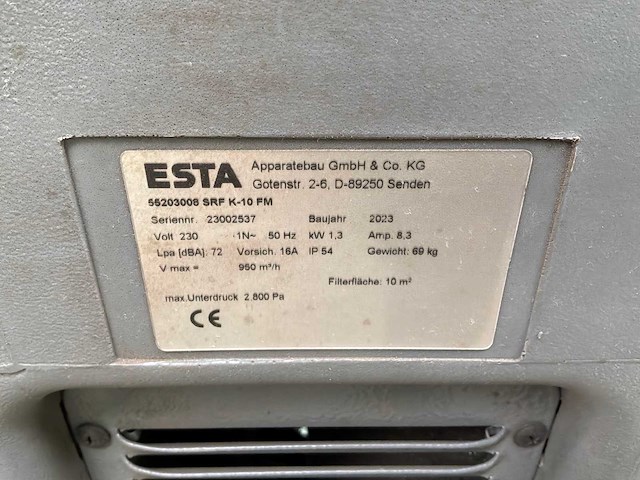 ESTA Apparatebau GmbH & Co. KG
Gotenstr. 2-6, D-89250 Senden
55203008 SRF K-10 FM
Seriennr. 23002537 Baujahr 2023
Volt 230 1N~ 50 Hz kW 1,3 Amp. 8,3
Lpa [dBA]: 72 Vorsich. 16A IP 54 Gewicht: 69 kg
V max = 950 m³/h
Filterfläche: 10 m²
max.Unterdruck 2.800 Pa
CE